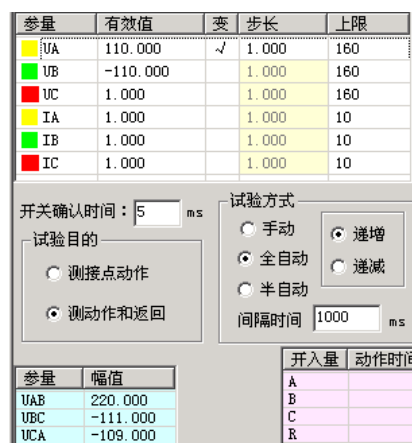 参量 有效值 变 步长 上限
UA 110.000 √ 1.000 160
UB -110.000 1.000 160
UC 1.000 1.000 160
IA 1.000 1.000 10
IB 1.000 1.000 10
IC 1.000 1.000 10
开关确认时间：5 ms
试验目的
测接点动作
测动作和返回
试验方式
手动
全自动
半自动
递增
递减
间隔时间 1000 ms
参量 幅值
UAB 220.000
UBC -111.000
UCA -109.000
开入量 动作时间
A
B
C
R